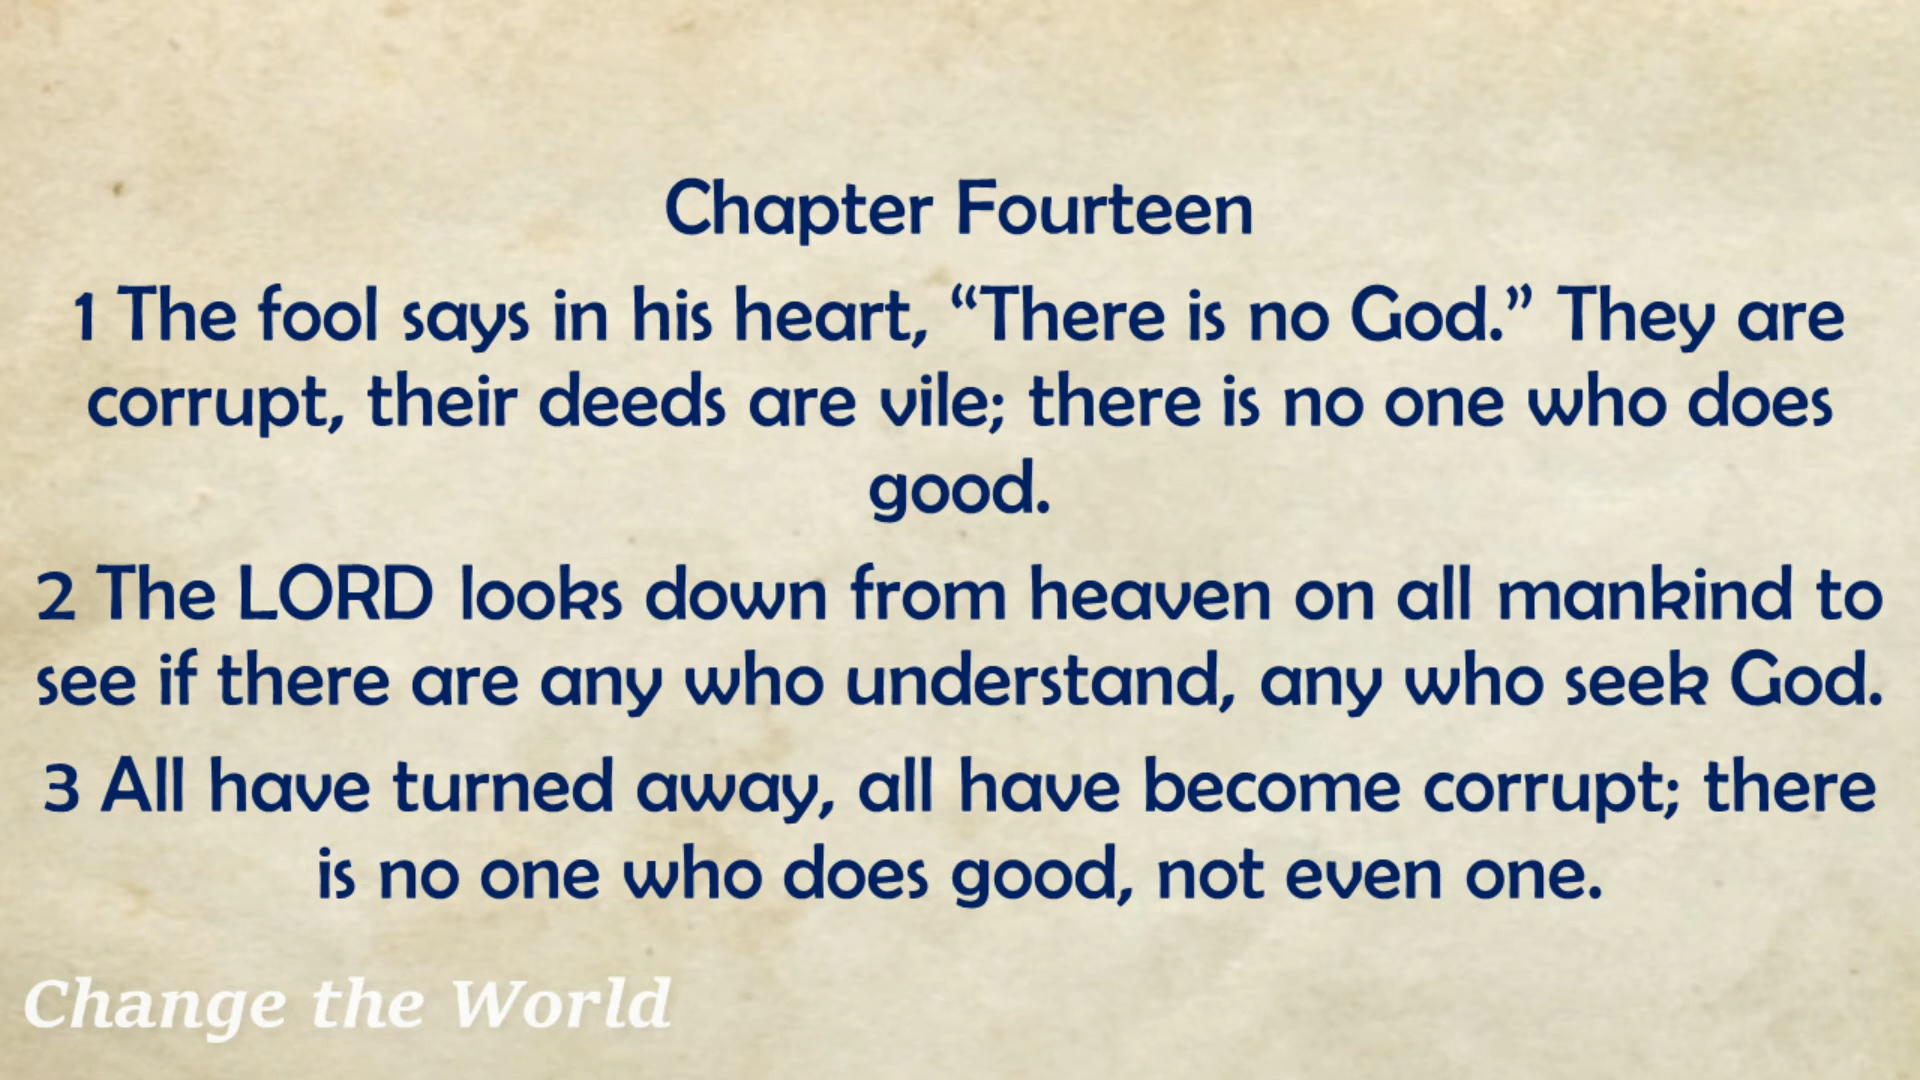 Chapter Fourteen
1 The fool says in his heart, “There is no God.” They are
corrupt, their deeds are vile; there is no one who does
good.
2 The LORD looks down from heaven on all mankind to
see if there are any who understand, any who seek God.
3 All have turned away, all have become corrupt; there
is no one who does good, not even one.
Change the World